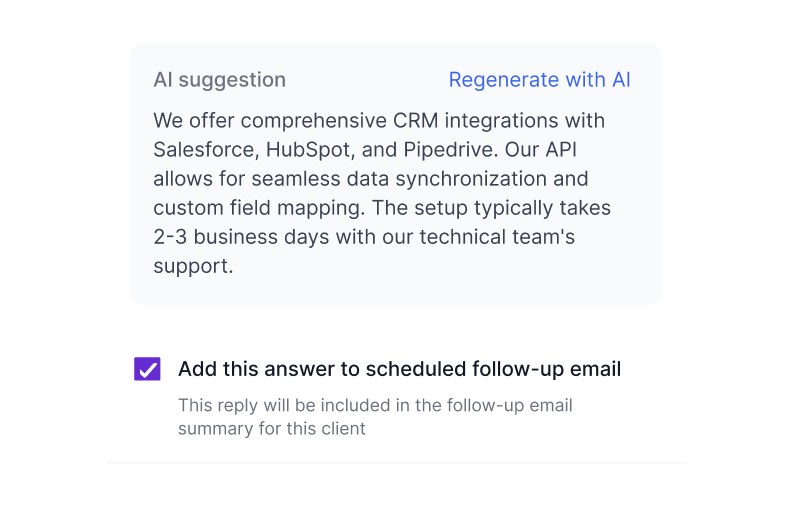 AI suggestion
Regenerate with AI
We offer comprehensive CRM integrations with
Salesforce, HubSpot, and Pipedrive. Our API
allows for seamless data synchronization and
custom field mapping. The setup typically takes
2-3 business days with our technical team's
support.
Add this answer to scheduled follow-up email
This reply will be included in the follow-up email
summary for this client